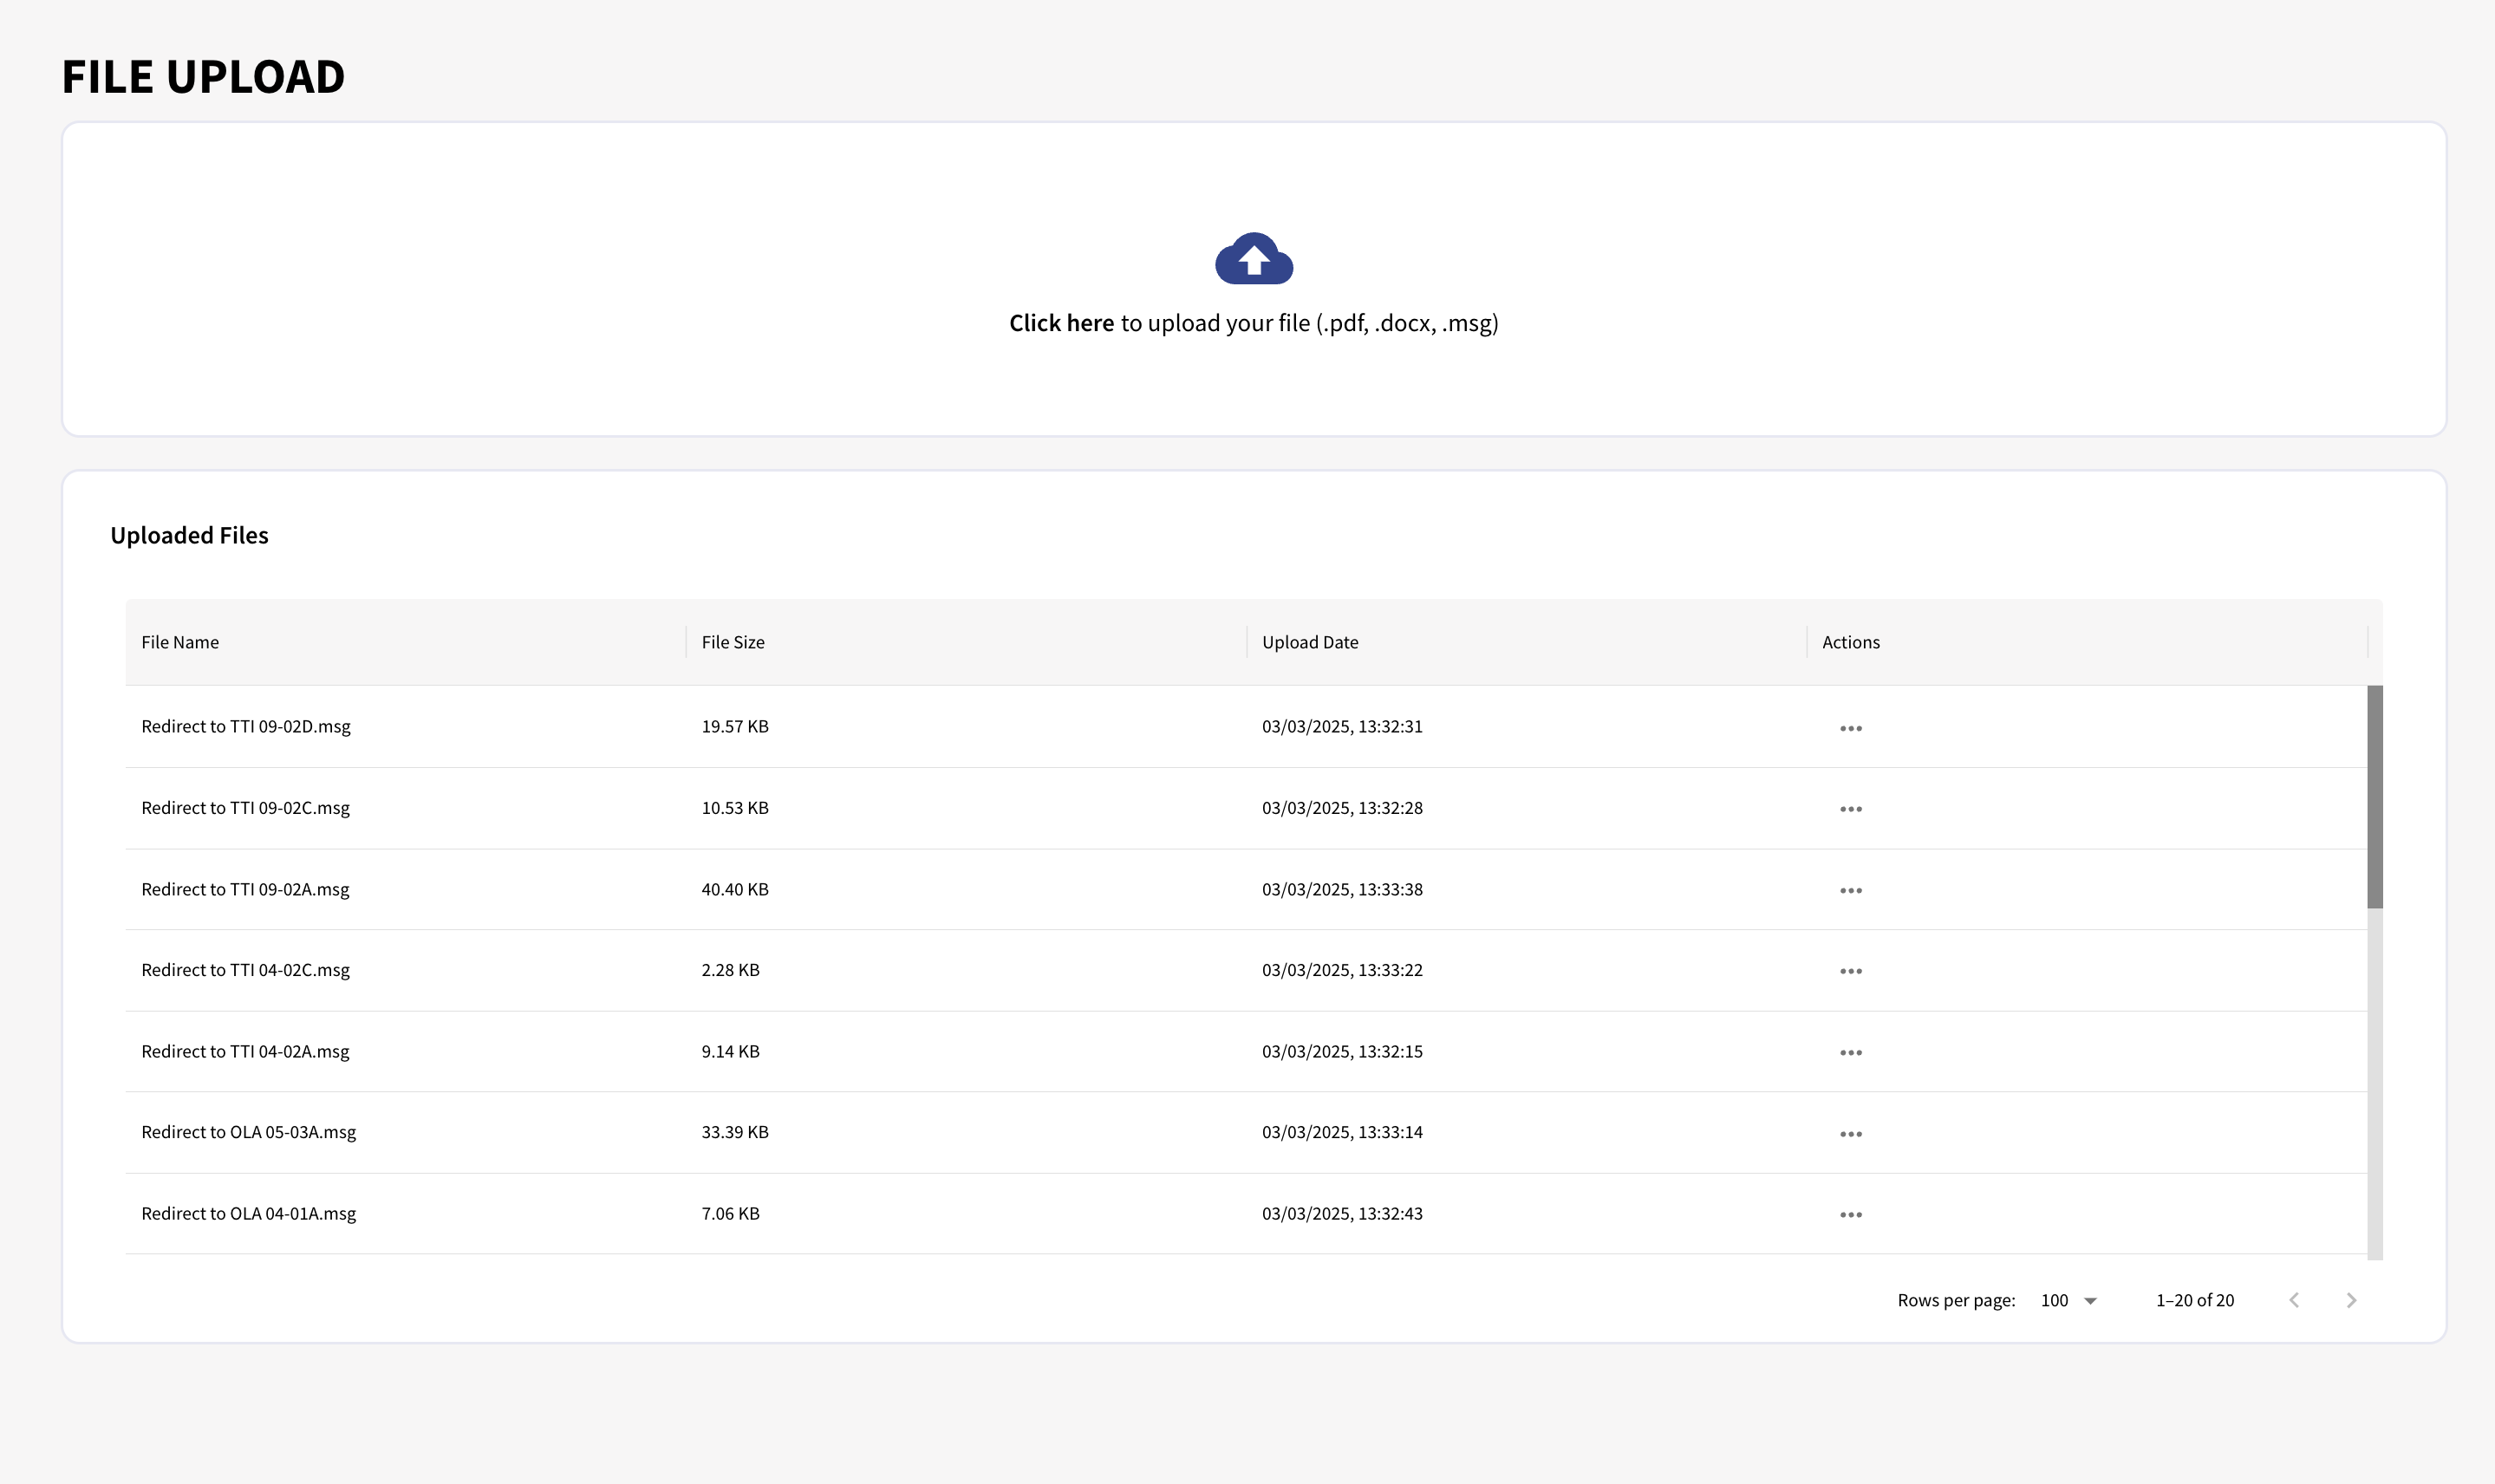 FILE UPLOAD
Click here to upload your file (.pdf, .docx, .msg)
Uploaded Files
File Name File Size Upload Date Actions
Redirect to TTI 09-02D.msg 19.57 KB 03/03/2025, 13:32:31
Redirect to TTI 09-02C.msg 10.53 KB 03/03/2025, 13:32:28
Redirect to TTI 09-02A.msg 40.40 KB 03/03/2025, 13:33:38
Redirect to TTI 04-02C.msg 2.28 KB 03/03/2025, 13:33:22
Redirect to TTI 04-02A.msg 9.14 KB 03/03/2025, 13:32:15
Redirect to OLA 05-03A.msg 33.39 KB 03/03/2025, 13:33:14
Redirect to OLA 04-01A.msg 7.06 KB 03/03/2025, 13:32:43
Rows per page: 100 1–20 of 20